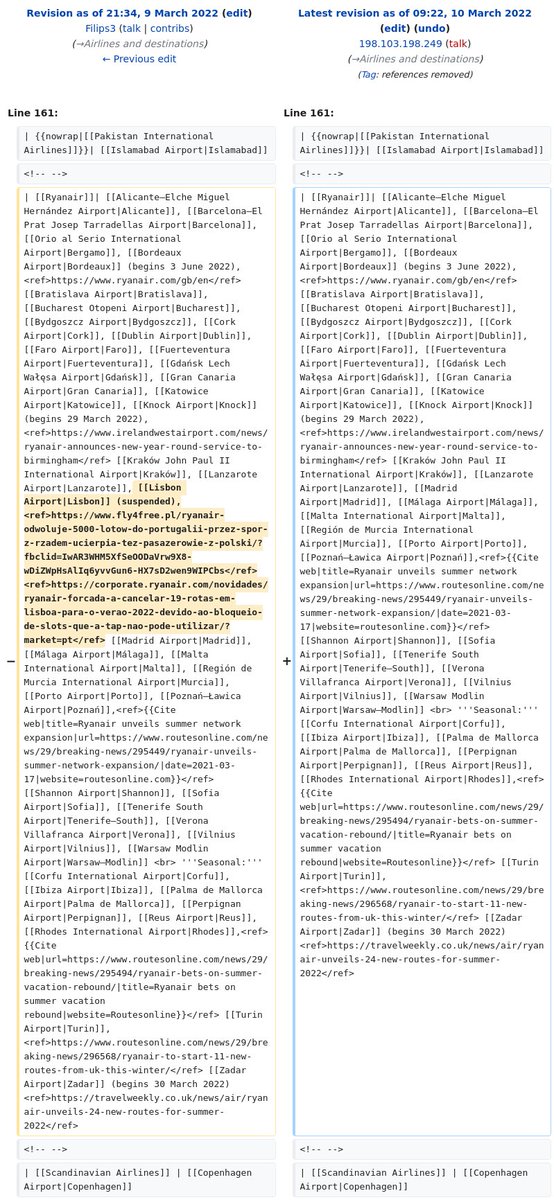 Revision as of 21:34, 9 March 2022 (edit)
Filips3 (talk | contribs)
(→Airlines and destinations)
← Previous edit
Latest revision as of 09:22, 10 March 2022
(edit) (undo)
198.103.198.249 (talk)
(→Airlines and destinations)
(Tag: references removed)
Line 161:
Line 161:
| {{nowrap|[[Pakistan International
Airlines]]}}| [[Islamabad Airport|Islamabad]]
| {{nowrap|[[Pakistan International
Airlines]]}}| [[Islamabad Airport|Islamabad]]
<!-- -->
<!-- -->
−
| [[Ryanair]]| [[Alicante–Elche Miguel
Hernández Airport|Alicante]], [[Barcelona–El
Prat Josep Tarradellas Airport|Barcelona]],
[[Orio al Serio International
Airport|Bergamo]], [[Bordeaux
Airport|Bordeaux]] (begins 3 June 2022),
<ref>https://www.ryanair.com/gb/en</ref>
[[Bratislava Airport|Bratislava]],
[[Bucharest Otopeni Airport|Bucharest]],
[[Bydgoszcz Airport|Bydgoszcz]], [[Cork
Airport|Cork]], [[Dublin Airport|Dublin]],
[[Faro Airport|Faro]], [[Fuerteventura
Airport|Fuerteventura]], [[Gdańsk Lech
Wałęsa Airport|Gdańsk]], [[Gran Canaria
Airport|Gran Canaria]], [[Katowice
Airport|Katowice]], [[Knock Airport|Knock]]
(begins 29 March 2022),
<ref>https://www.irelandwestairport.com/news/
ryanair-announces-new-year-round-service-to-
birmingham</ref> [[Kraków John Paul II
International Airport|Kraków]], [[Lanzarote
Airport|Lanzarote]], [[Lisbon
Airport|Lisbon]] (suspended),
<ref>https://www.fly4free.pl/ryanair-
odwoluje-5000-lotow-do-portugalii-przez-spor-
z-rzadem-ucierpia-tez-pasazerowie-z-polski/?
fbclid=IwAR3WHM5XfSeOODaVrw9X8-
wDiZWpHsAlIq6yvvGun6-HX7sD2wen9WIPCbs</ref>
<ref>https://corporate.ryanair.com/novidades/
ryanair-forcada-a-cancelar-19-rotas-em-
lisboa-para-o-verao-2022-devido-ao-bloqueio-
de-slots-que-a-tap-nao-pode-utilizar/?
market=pt</ref> [[Madrid Airport|Madrid]],
[[Málaga Airport|Málaga]], [[Malta
International Airport|Malta]], [[Región de
Murcia International Airport|Murcia]],
[[Porto Airport|Porto]], [[Poznań–Ławica
Airport|Poznań]],<ref>{{Cite
web|title=Ryanair unveils summer network
expansion|url=https://www.routesonline.com/ne
ws/29/breaking-news/295449/ryanair-unveils-
summer-network-expansion/|date=2021-03-
17|website=routesonline.com}}</ref>
[[Shannon Airport|Shannon]], [[Sofia
Airport|Sofia]], [[Tenerife South
Airport|Tenerife–South]], [[Verona
Villafranca Airport|Verona]], [[Vilnius
Airport|Vilnius]], [[Warsaw Modlin
Airport|Warsaw–Modlin]] <br> '''Seasonal:'''
[[Corfu International Airport|Corfu]],
[[Ibiza Airport|Ibiza]], [[Palma de Mallorca
Airport|Palma de Mallorca]], [[Perpignan
Airport|Perpignan]], [[Reus Airport|Reus]],
[[Rhodes International Airport|Rhodes]],<ref>
{{Cite
web|url=https://www.routesonline.com/news/29/
breaking-news/295494/ryanair-bets-on-summer-
vacation-rebound/|title=Ryanair bets on
summer vacation
rebound|website=Routesonline}}</ref> [[Turin
Airport|Turin]],
<ref>https://www.routesonline.com/news/29/bre
aking-news/296568/ryanair-to-start-11-new-
routes-from-uk-this-winter/</ref> [[Zadar
Airport|Zadar]] (begins 30 March 2022)
<ref>https://travelweekly.co.uk/news/air/ryan
air-unveils-24-new-routes-for-summer-
2022</ref>
+
| [[Ryanair]]| [[Alicante–Elche Miguel
Hernández Airport|Alicante]], [[Barcelona–El
Prat Josep Tarradellas Airport|Barcelona]],
[[Orio al Serio International
Airport|Bergamo]], [[Bordeaux
Airport|Bordeaux]] (begins 3 June 2022),
<ref>https://www.ryanair.com/gb/en</ref>
[[Bratislava Airport|Bratislava]],
[[Bucharest Otopeni Airport|Bucharest]],
[[Bydgoszcz Airport|Bydgoszcz]], [[Cork
Airport|Cork]], [[Dublin Airport|Dublin]],
[[Faro Airport|Faro]], [[Fuerteventura
Airport|Fuerteventura]], [[Gdańsk Lech
Wałęsa Airport|Gdańsk]], [[Gran Canaria
Airport|Gran Canaria]], [[Katowice
Airport|Katowice]], [[Knock Airport|Knock]]
(begins 29 March 2022),
<ref>https://www.irelandwestairport.com/news/
ryanair-announces-new-year-round-service-to-
birmingham</ref> [[Kraków John Paul II
International Airport|Kraków]], [[Lanzarote
Airport|Lanzarote]], [[Madrid
Airport|Madrid]], [[Málaga Airport|Málaga]],
[[Malta International Airport|Malta]],
[[Región de Murcia International
Airport|Murcia]], [[Porto Airport|Porto]],
[[Poznań–Ławica Airport|Poznań]],<ref>{{Cite
web|title=Ryanair unveils summer network
expansion|url=https://www.routesonline.com/ne
ws/29/breaking-news/295449/ryanair-unveils-
summer-network-expansion/|date=2021-03-
17|website=routesonline.com}}</ref>
[[Shannon Airport|Shannon]], [[Sofia
Airport|Sofia]], [[Tenerife South
Airport|Tenerife–South]], [[Verona
Villafranca Airport|Verona]], [[Vilnius
Airport|Vilnius]], [[Warsaw Modlin
Airport|Warsaw–Modlin]] <br> '''Seasonal:'''
[[Corfu International Airport|Corfu]],
[[Ibiza Airport|Ibiza]], [[Palma de Mallorca
Airport|Palma de Mallorca]], [[Perpignan
Airport|Perpignan]], [[Reus Airport|Reus]],
[[Rhodes International Airport|Rhodes]],<ref>
{{Cite
web|url=https://www.routesonline.com/news/29/
breaking-news/295494/ryanair-bets-on-summer-
vacation-rebound/|title=Ryanair bets on
summer vacation
rebound|website=Routesonline}}</ref> [[Turin
Airport|Turin]],
<ref>https://www.routesonline.com/news/29/bre
aking-news/296568/ryanair-to-start-11-new-
routes-from-uk-this-winter/</ref> [[Zadar
Airport|Zadar]] (begins 30 March 2022)
<ref>https://travelweekly.co.uk/news/air/ryan
air-unveils-24-new-routes-for-summer-
2022</ref>
<!-- -->
<!-- -->
| [[Scandinavian Airlines]] | [[Copenhagen
Airport|Copenhagen]]
| [[Scandinavian Airlines]] | [[Copenhagen
Airport|Copenhagen]]